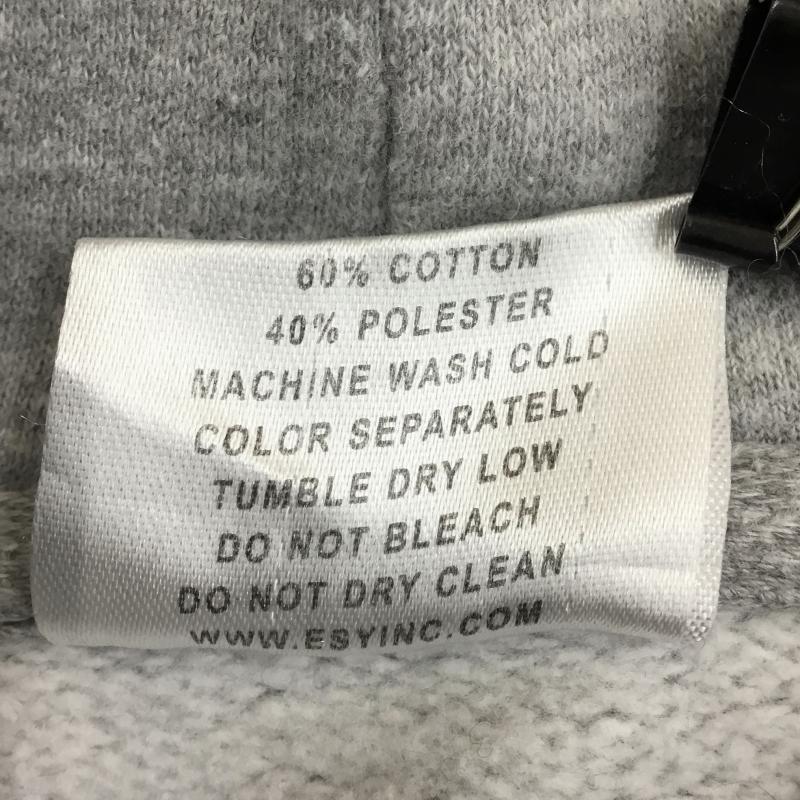 60% COTTON
40% POLESTER
MACHINE WASH COLD
COLOR SEPARATELY
TUMBLE DRY LOW
DO NOT BLEACH
DO NOT DRY CLEAN
WWW.ESYINC.COM